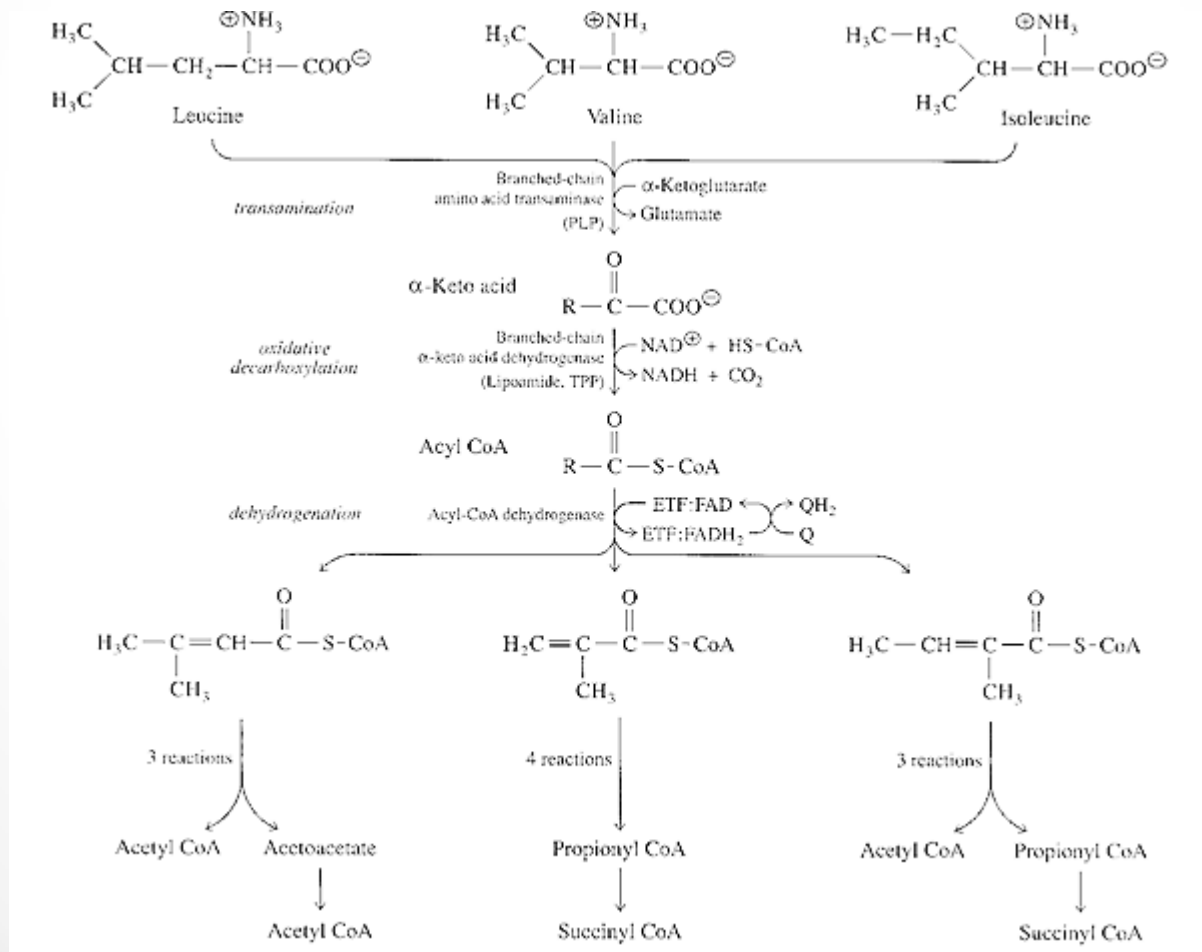 ⊕NH₃ ⊕NH₃ ⊕NH₃
H₃C H₃C H₃C—H₂C
CH—CH₂—CH—COO⊖ CH—CH—COO⊖ CH—CH—COO⊖
H₃C H₃C H₃C
Leucine Valine Isoleucine
Branched-chain α-Ketoglutarate
transamination amino acid transaminase Glutamate
(PLP)
O
α-Keto acid R—C—COO⊖
Branched-chain NAD⊕ + HS-CoA
oxidative α-keto acid dehydrogenase
decarboxylation (Lipoamide, TPP) NADH + CO₂
O
Acyl CoA R—C—S-CoA
ETF:FAD QH₂
dehydrogenation Acyl-CoA dehydrogenase
ETF:FADH₂ Q
O O O
H₃C—C=CH—C—S-CoA H₂C=C—C—S-CoA H₃C—CH=C—C—S-CoA
CH₃ CH₃ CH₃
3 reactions 4 reactions 3 reactions
Acetyl CoA Acetoacetate Propionyl CoA Acetyl CoA Propionyl CoA
Acetyl CoA Succinyl CoA Succinyl CoA